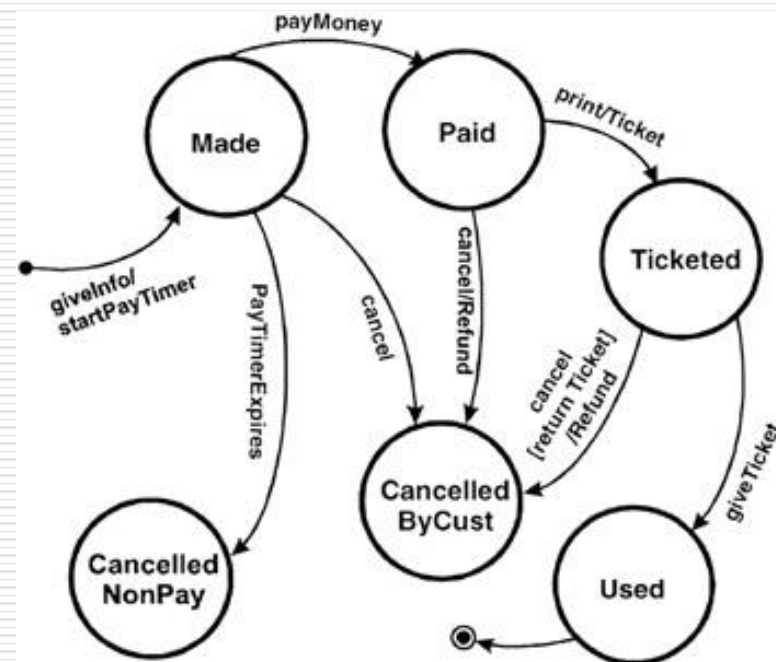 payMoney
Made
Paid
print/Ticket
giveInfo/
startPayTimer
PayTimerExpires
cancel
cancel/Refund
Ticketed
cancel
[return Ticket]
/Refund
giveTicket
Cancelled
ByCust
Cancelled
NonPay
Used